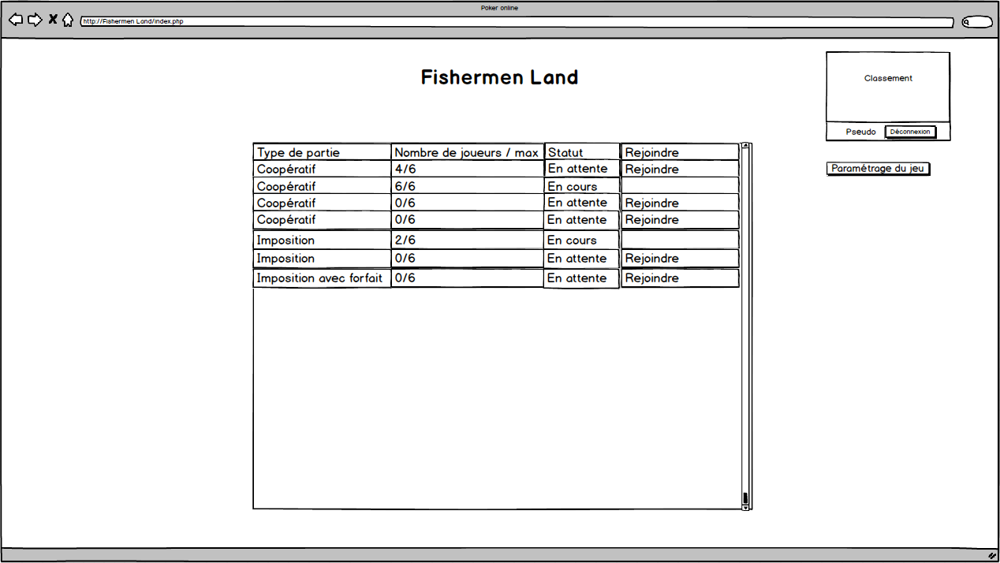 Poker online
http://Fishermen Land/index.php
Fishermen Land
Classement
Pseudo Déconnexion
Paramétrage du jeu
Type de partie Nombre de joueurs / max Statut Rejoindre
Coopératif 4/6 En attente Rejoindre
Coopératif 6/6 En cours
Coopératif 0/6 En attente Rejoindre
Coopératif 0/6 En attente Rejoindre
Imposition 2/6 En cours
Imposition 0/6 En attente Rejoindre
Imposition avec forfait 0/6 En attente Rejoindre